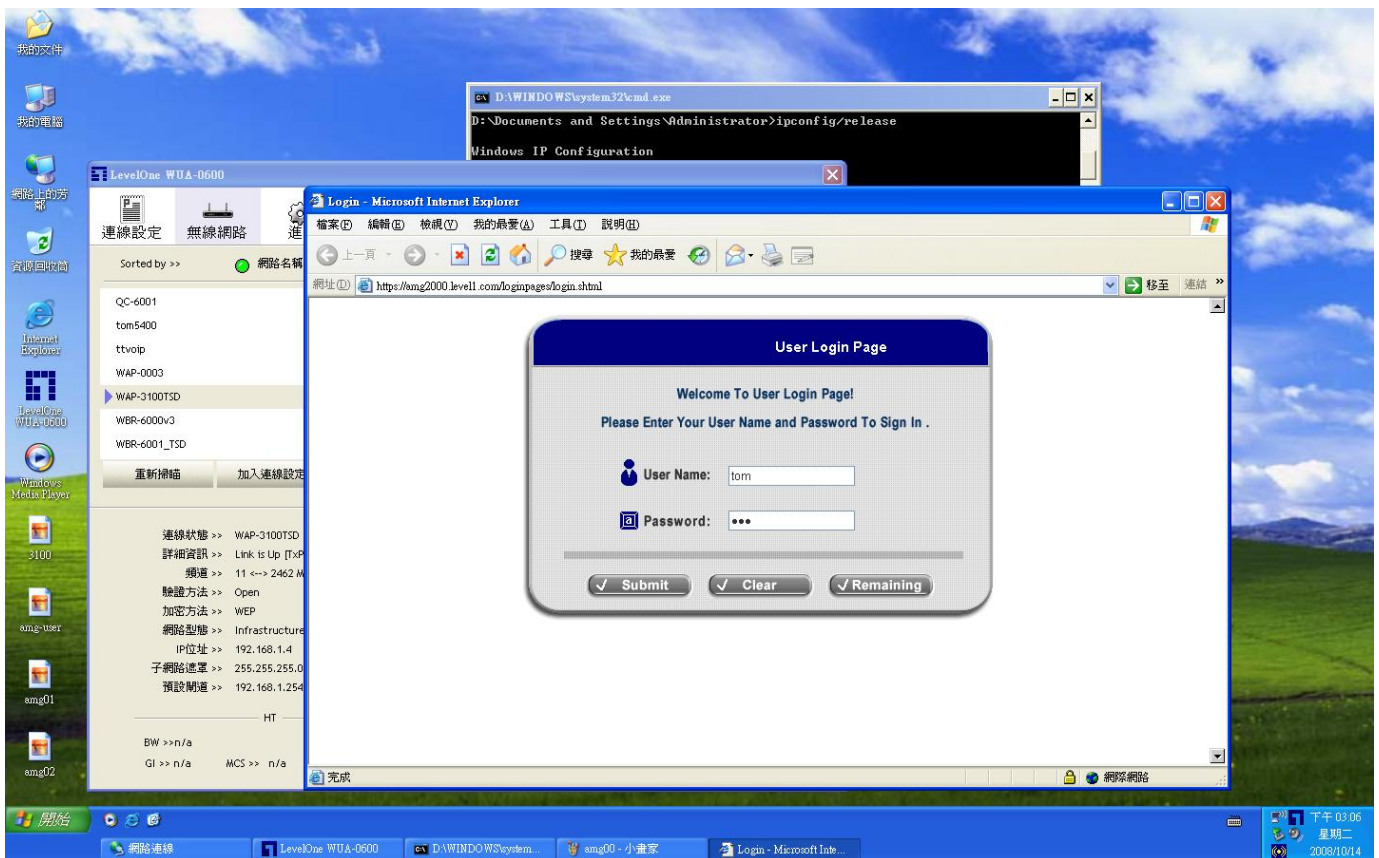 我的文件
我的電腦
網路上的芳
鄰
資源回收筒
Internet
Explorer
LevelOne
WUA-0600
Windows
Media Player
3100
amg-user
amg01
amg02
D:\WINDOWS\system32\cmd.exe
D:\Documents and Settings\Administrator>ipconfig/release
Windows IP Configuration
LevelOne WUA-0600
連線設定
無線網路
進
Sorted by >>
網路名稱
QC-6001
tom5400
ttvoip
WAP-0003
WAP-3100TSD
WBR-6000v3
WBR-6001_TSD
重新掃瞄
加入連線設定
連線狀態 >> WAP-3100TSD
詳細資訊 >> Link is Up [TxP
頻道 >> 11 <--> 2462 M
驗證方法 >> Open
加密方法 >> WEP
網路型態 >> Infrastructure
IP位址 >> 192.168.1.4
子網路遮罩 >> 255.255.255.0
預設閘道 >> 192.168.1.254
HT
BW >>n/a
GI >> n/a MCS >> n/a
Login - Microsoft Internet Explorer
檔案(F) 編輯(E) 檢視(V) 我的最愛(A) 工具(T) 說明(H)
上一頁 搜尋 我的最愛
網址(D) https://amg2000.level1.com/loginpages/login.shtml 移至 連結 »
User Login Page
Welcome To User Login Page!
Please Enter Your User Name and Password To Sign In .
User Name: tom
Password: •••
Submit Clear Remaining
完成 網際網路
開始
網路連線
LevelOne WUA-0600
D:\WINDOWS\system...
amg00 - 小畫家
Login - Microsoft Inte...
下午 03:06
星期二
2008/10/14